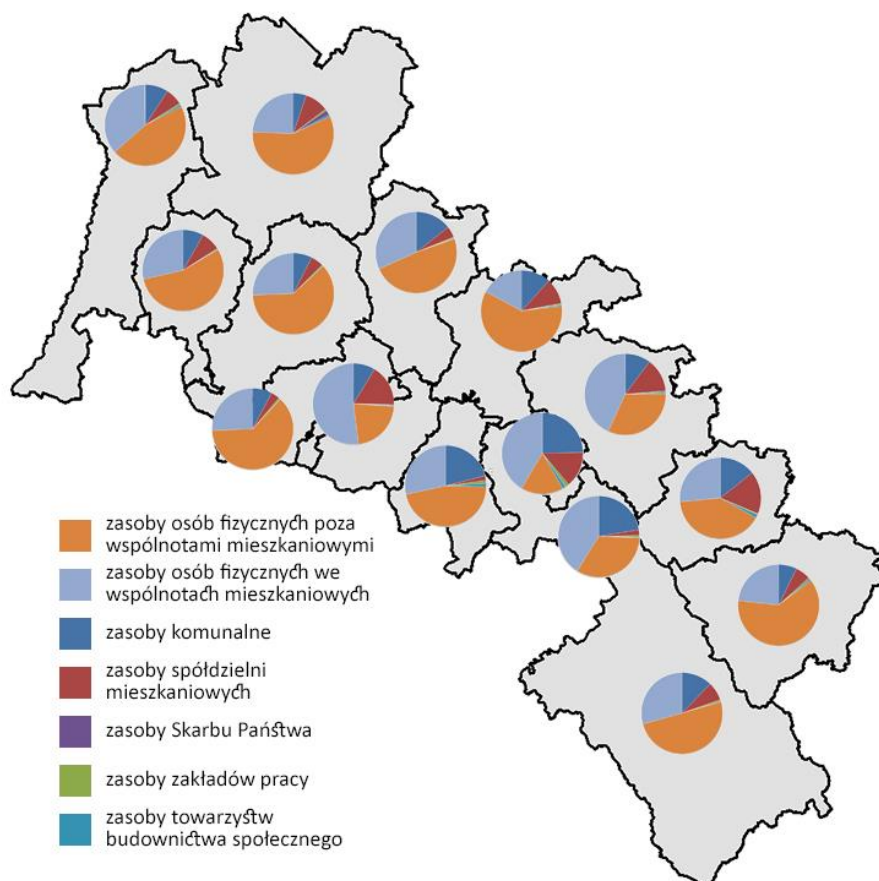 zasoby osób fizycznych poza
wspólnotami mieszkaniowymi
zasoby osób fizycznych we
wspólnotach mieszkaniowych
zasoby komunalne
zasoby spółdzielni
mieszkaniowych
zasoby Skarbu Państwa
zasoby zakładów pracy
zasoby towarzystw
budownictwa społecznego